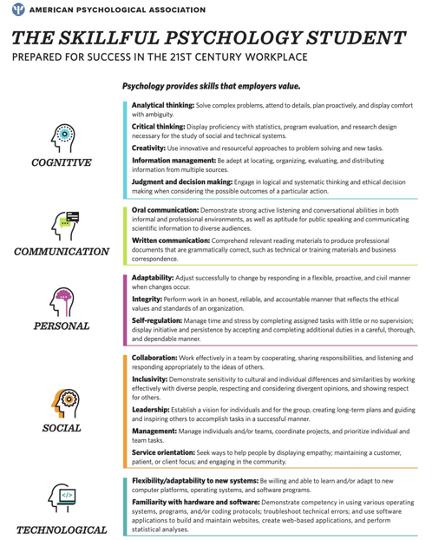 AMERICAN PSYCHOLOGICAL ASSOCIATION
THE SKILLFUL PSYCHOLOGY STUDENT
PREPARED FOR SUCCESS IN THE 21ST CENTURY WORKPLACE
Psychology provides skills that employers value.
COGNITIVE
Analytical thinking: Solve complex problems, attend to details, plan proactively, and display comfort
with ambiguity.
Critical thinking: Display proficiency with statistics, program evaluation, and research design
necessary for the study of social and technical systems.
Creativity: Use innovative and resourceful approaches to problem solving and new tasks.
Information management: Be adept at locating, organizing, evaluating, and distributing
information from multiple sources.
Judgment and decision making: Engage in logical and systematic thinking and ethical decision
making when considering the possible outcomes of a particular action.
COMMUNICATION
Oral communication: Demonstrate strong active listening and conversational abilities in both
informal and professional environments, as well as aptitude for public speaking and communicating
scientific information to diverse audiences.
Written communication: Comprehend relevant reading materials to produce professional
documents that are grammatically correct, such as technical or training materials and business
correspondence.
PERSONAL
Adaptability: Adjust successfully to change by responding in a flexible, proactive, and civil manner
when changes occur.
Integrity: Perform work in an honest, reliable, and accountable manner that reflects the ethical
values and standards of an organization.
Self-regulation: Manage time and stress by completing assigned tasks with little or no supervision;
display initiative and persistence by accepting and completing additional duties in a careful, thorough,
and dependable manner.
SOCIAL
Collaboration: Work effectively in a team by cooperating, sharing responsibilities, and listening and
responding appropriately to the ideas of others.
Inclusivity: Demonstrate sensitivity to cultural and individual differences and similarities by working
effectively with diverse people, respecting and considering divergent opinions, and showing respect
for others.
Leadership: Establish a vision for individuals and for the group, creating long-term plans and guiding
and inspiring others to accomplish tasks in a successful manner.
Management: Manage individuals and/or teams, coordinate projects, and prioritize individual and
team tasks.
Service orientation: Seek ways to help people by displaying empathy; maintaining a customer,
patient, or client focus; and engaging in the community.
TECHNOLOGICAL
</>
Flexibility/adaptability to new systems: Be willing and able to learn and/or adapt to new
computer platforms, operating systems, and software programs.
Familiarity with hardware and software: Demonstrate competency in using various operating
systems, programs, and/or coding protocols; troubleshoot technical errors; and use software
applications to build and maintain websites, create web-based applications, and perform
statistical analyses.